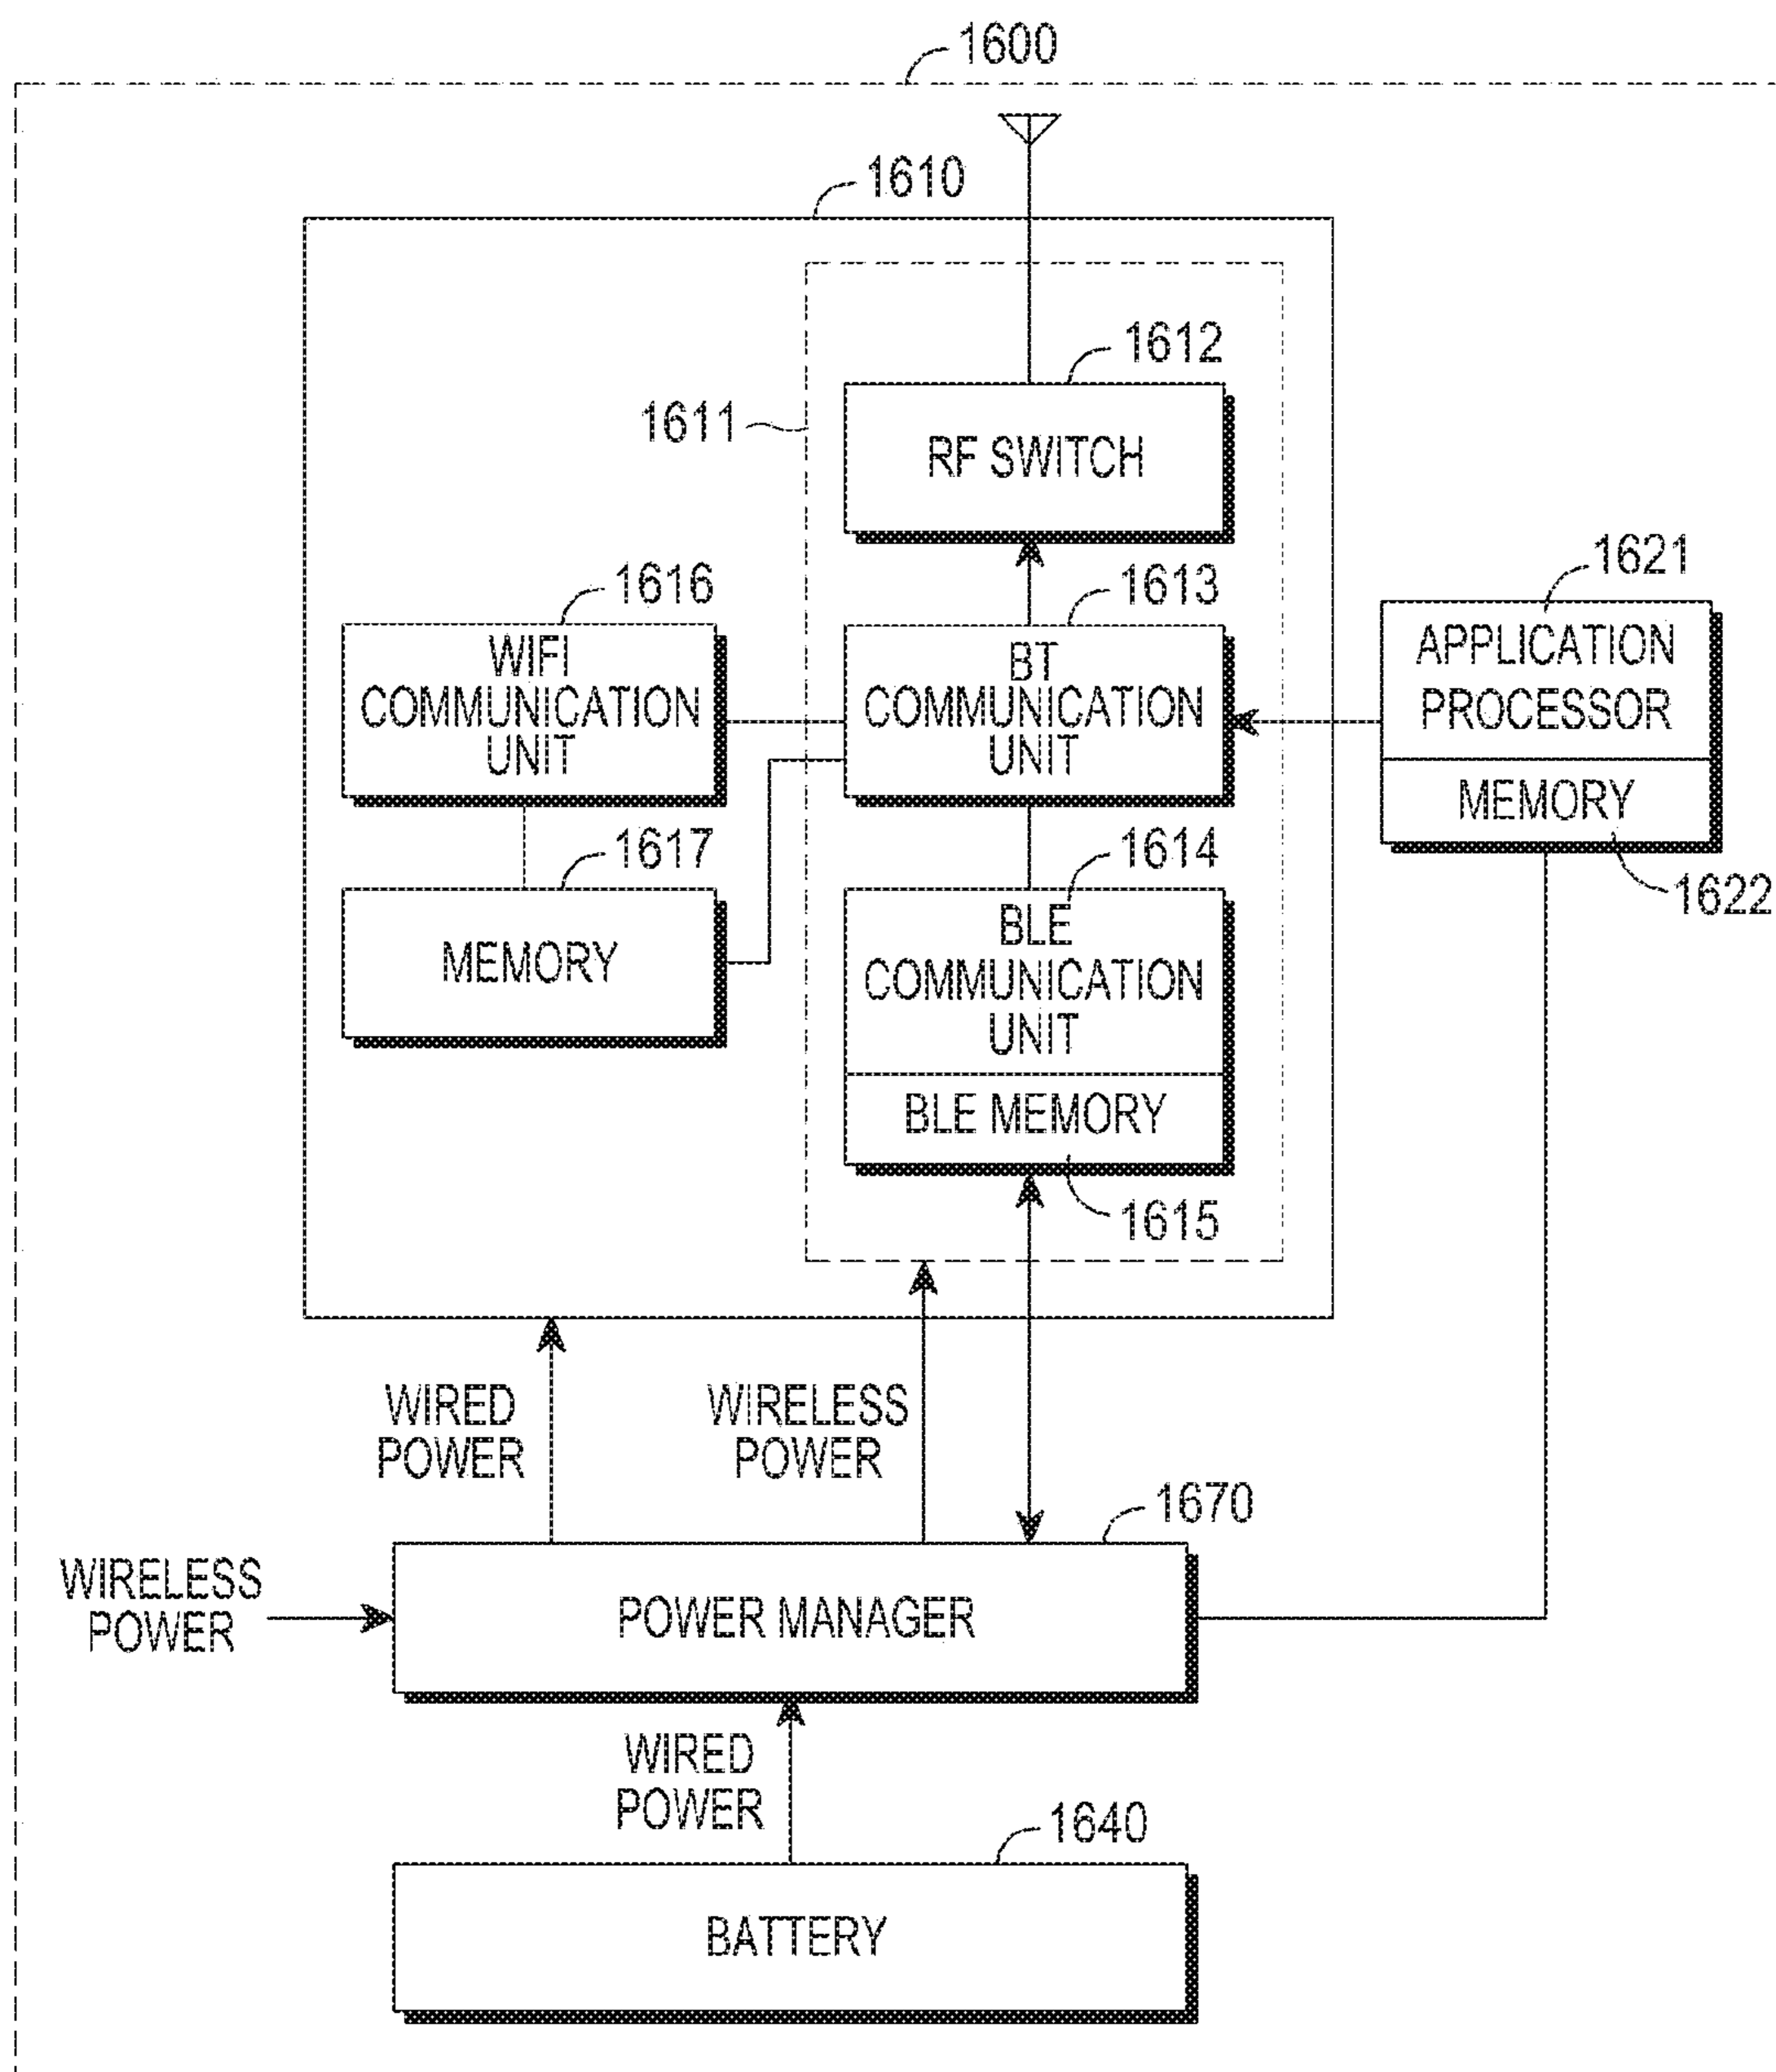 1600
1610
1612
1611
RF SWITCH
1621
1616
1613
WIFI
COMMUNICATION
UNIT
BT
COMMUNICATION
UNIT
APPLICATION
PROCESSOR
MEMORY
1617
1614
1622
MEMORY
BLE
COMMUNICATION
UNIT
BLE MEMORY
1615
WIRED
POWER
WIRELESS
POWER
1670
WIRELESS
POWER
POWER MANAGER
WIRED
POWER
1640
BATTERY